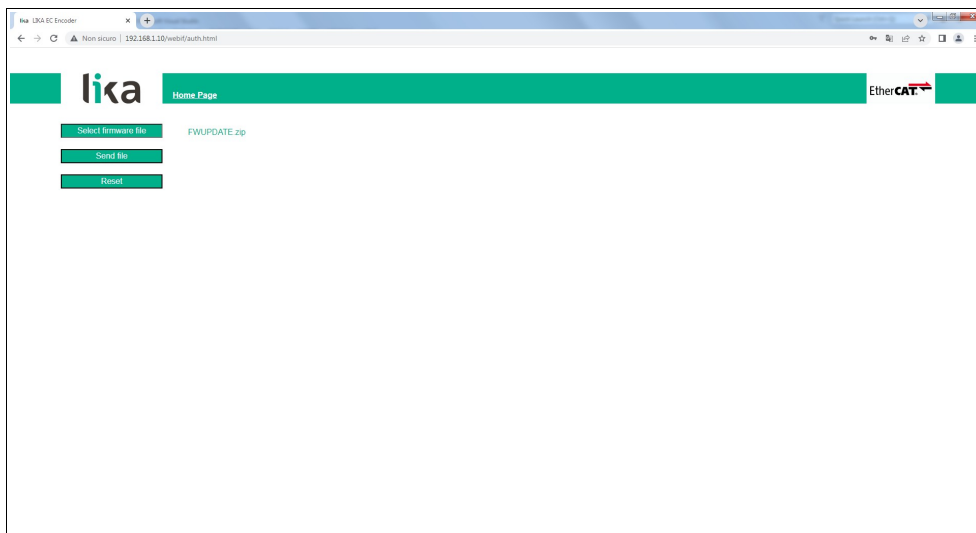 lika LIKA EC Encoder
Non sicuro | 192.168.1.10/webif/auth.html
lika
Home Page
EtherCAT
Select firmware file
FWUPDATE.zip
Send file
Reset